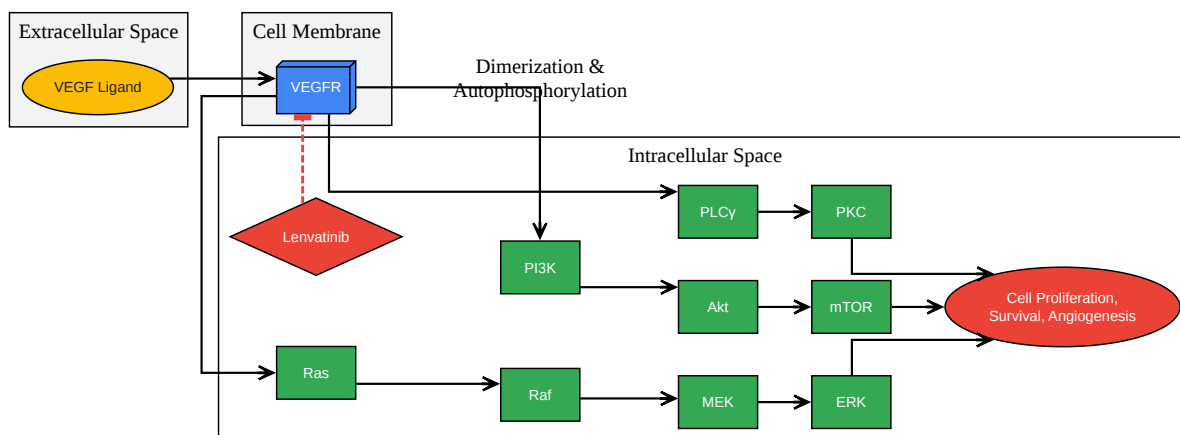 Extracellular Space
VEGF Ligand
Cell Membrane
VEGFR
Dimerization &
Autophosphorylation
Intracellular Space
Lenvatinib
PLCγ
PKC
PI3K
Akt
mTOR
Cell Proliferation,
Survival, Angiogenesis
Ras
Raf
MEK
ERK